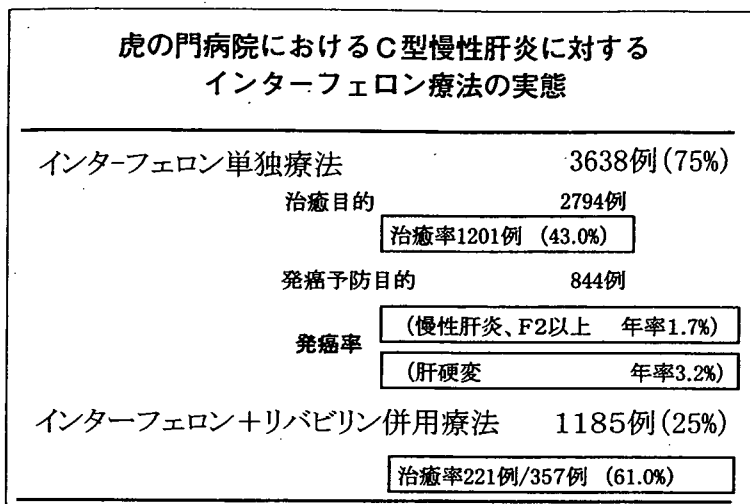 虎の門病院におけるC型慢性肝炎に対する
インターフェロン療法の実態
インターフェロン単独療法 3638例(75%)
治癒目的 2794例
治癒率1201例 (43.0%)
発癌予防目的 844例
(慢性肝炎、F2以上 年率1.7%)
発癌率
(肝硬変 年率3.2%)
インターフェロン+リバビリン併用療法 1185例(25%)
治癒率221例/357例 (61.0%)